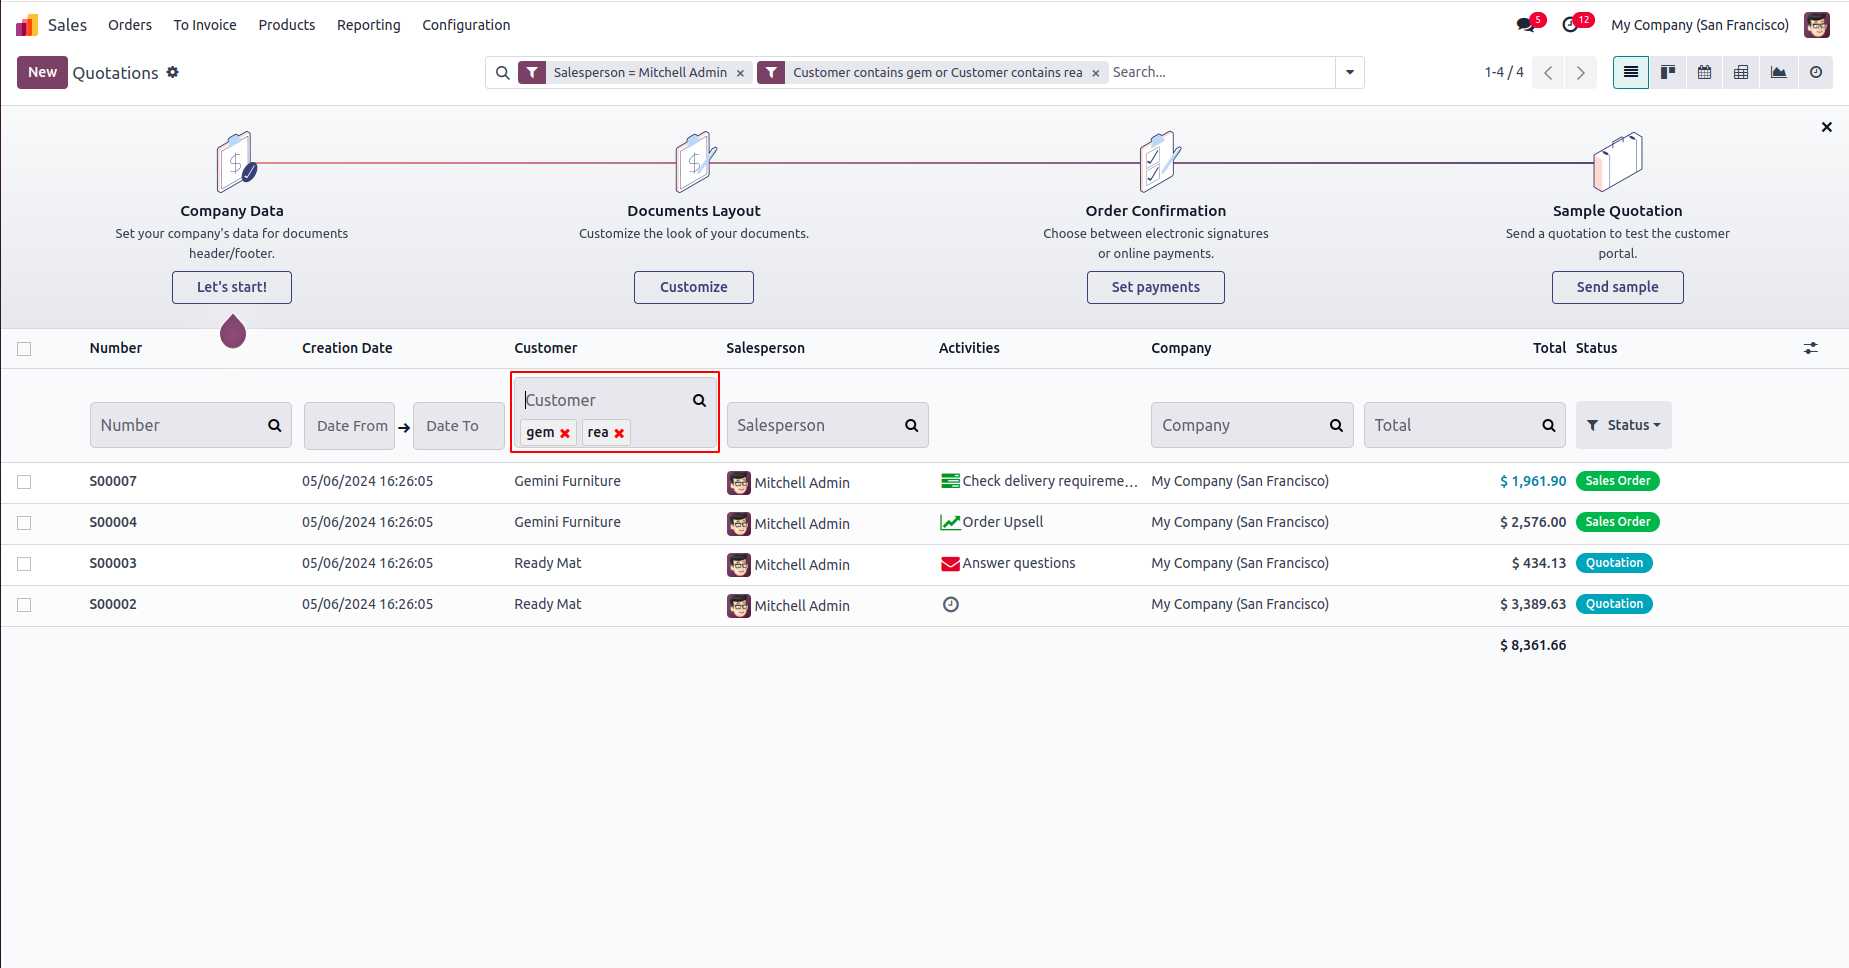 Sales Orders To Invoice Products Reporting Configuration 5 12 My Company (San Francisco)
New Quotations Salesperson = Mitchell Admin × Customer contains gem or Customer contains rea × Search... 1-4 / 4
Company Data
Set your company's data for documents
header/footer.
Let's start!
Documents Layout
Customize the look of your documents.
Customize
Order Confirmation
Choose between electronic signatures
or online payments.
Set payments
Sample Quotation
Send a quotation to test the customer
portal.
Send sample
Number Creation Date Customer Salesperson Activities Company Total Status
Number Date From Date To Customer Salesperson Company Total Status
gem rea
S00007 05/06/2024 16:26:05 Gemini Furniture Mitchell Admin Check delivery requireme... My Company (San Francisco) $ 1,961.90 Sales Order
S00004 05/06/2024 16:26:05 Gemini Furniture Mitchell Admin Order Upsell My Company (San Francisco) $ 2,576.00 Sales Order
S00003 05/06/2024 16:26:05 Ready Mat Mitchell Admin Answer questions My Company (San Francisco) $ 434.13 Quotation
S00002 05/06/2024 16:26:05 Ready Mat Mitchell Admin My Company (San Francisco) $ 3,389.63 Quotation
$ 8,361.66